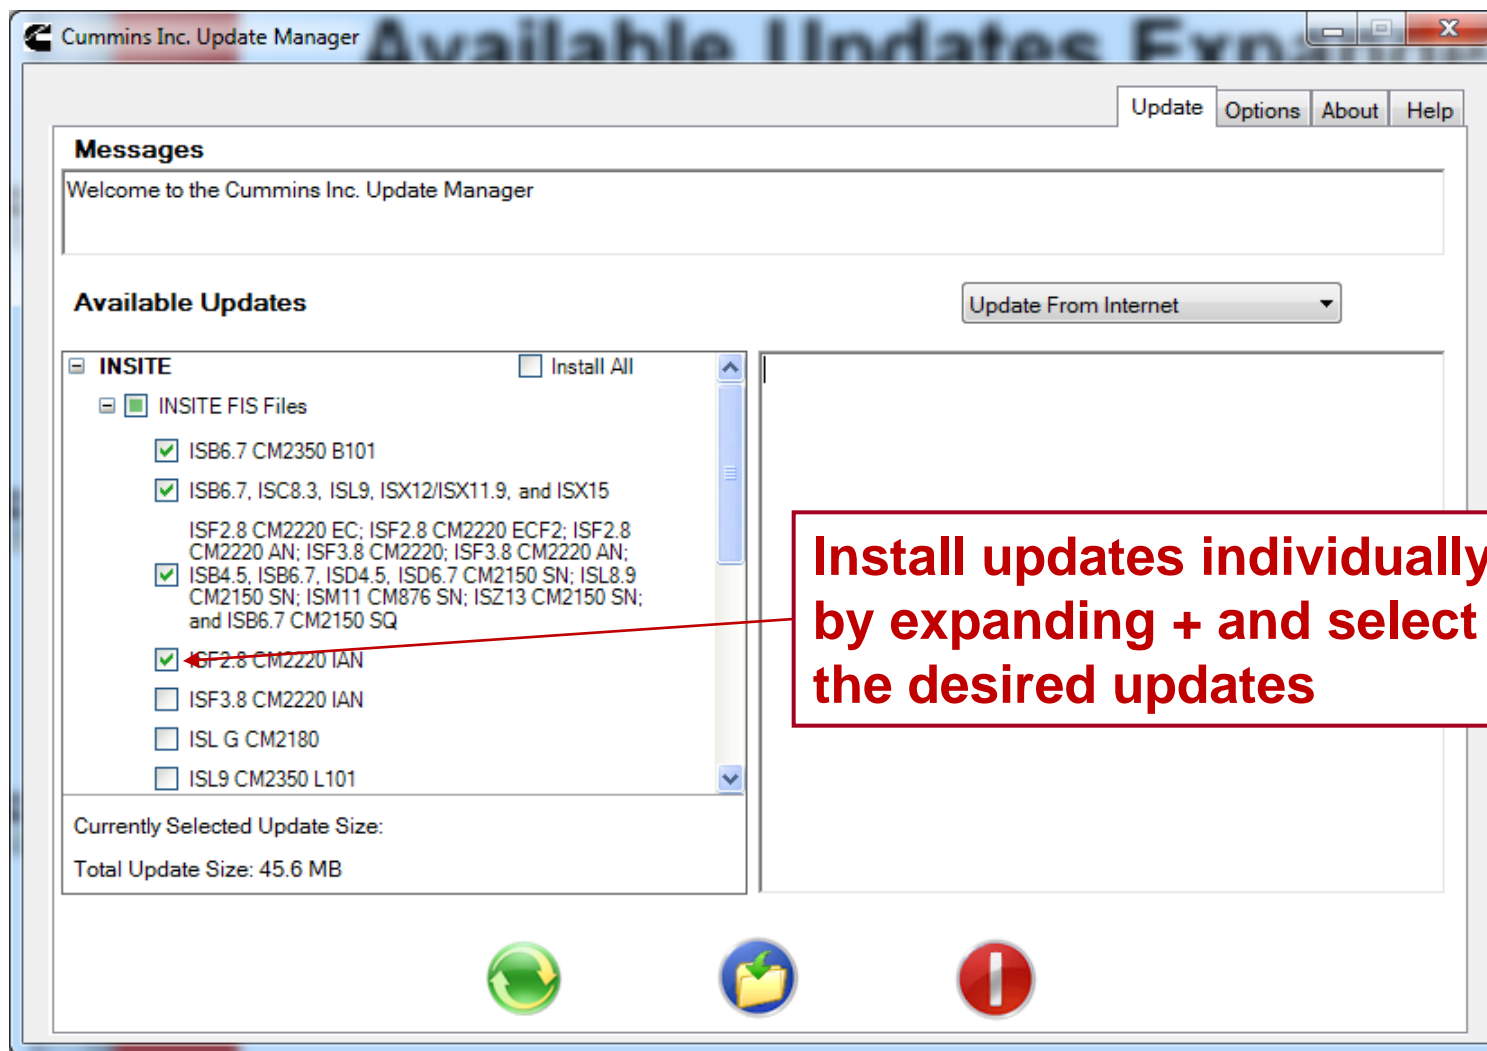 Available Updates
Cummins Inc. Update Manager
Update
Options
About
Help
Messages
Welcome to the Cummins Inc. Update Manager
Available Updates
Update From Internet
INSITE
Install All
INSITE FIS Files
ISB6.7 CM2350 B101
ISB6.7, ISC8.3, ISL9, ISX12/ISX11.9, and ISX15
ISF2.8 CM2220 EC; ISF2.8 CM2220 ECF2; ISF2.8
CM2220 AN; ISF3.8 CM2220; ISF3.8 CM2220 AN;
ISB4.5, ISB6.7, ISD4.5, ISD6.7 CM2150 SN; ISL8.9
CM2150 SN; ISM11 CM876 SN; ISZ13 CM2150 SN;
and ISB6.7 CM2150 SQ
ISF2.8 CM2220 IAN
ISF3.8 CM2220 IAN
ISL G CM2180
ISL9 CM2350 L101
Install updates individually
by expanding + and select
the desired updates
Currently Selected Update Size:
Total Update Size: 45.6 MB